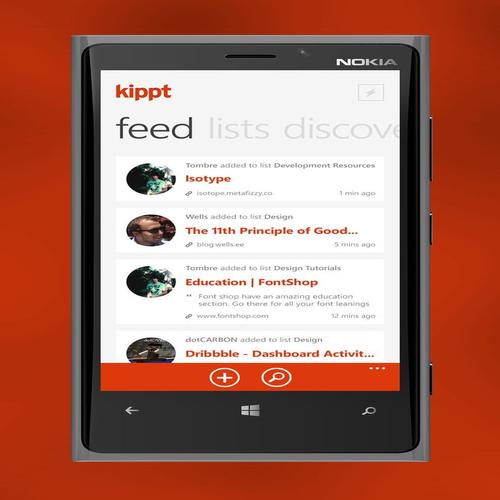 NOKIA
kippt
feed lists discove
Tombre added to list Development Resources
Isotype
isotope.metafizzy.co 1 min ago
Wells added to list Design
The 11th Principle of Good...
blog.wells.ee 5 mins ago
Tombre added to list Design Tutorials
Education | FontShop
" Font shop have an amazing education
section. Go there for all your font leanings
www.fontshop.com 12 mins ago
dotCARBON added to list Design
Dribbble - Dashboard Activit...